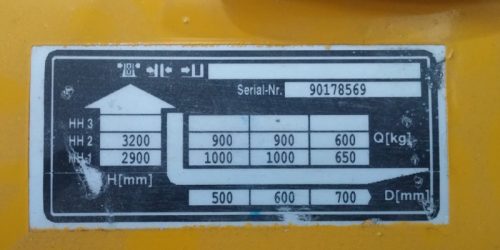 Serial-Nr. 90178569
HH 3
HH 2 3200 900 900 600 Q[kg]
HH 1 2900 1000 1000 650
H[mm]
500 600 700 D[mm]